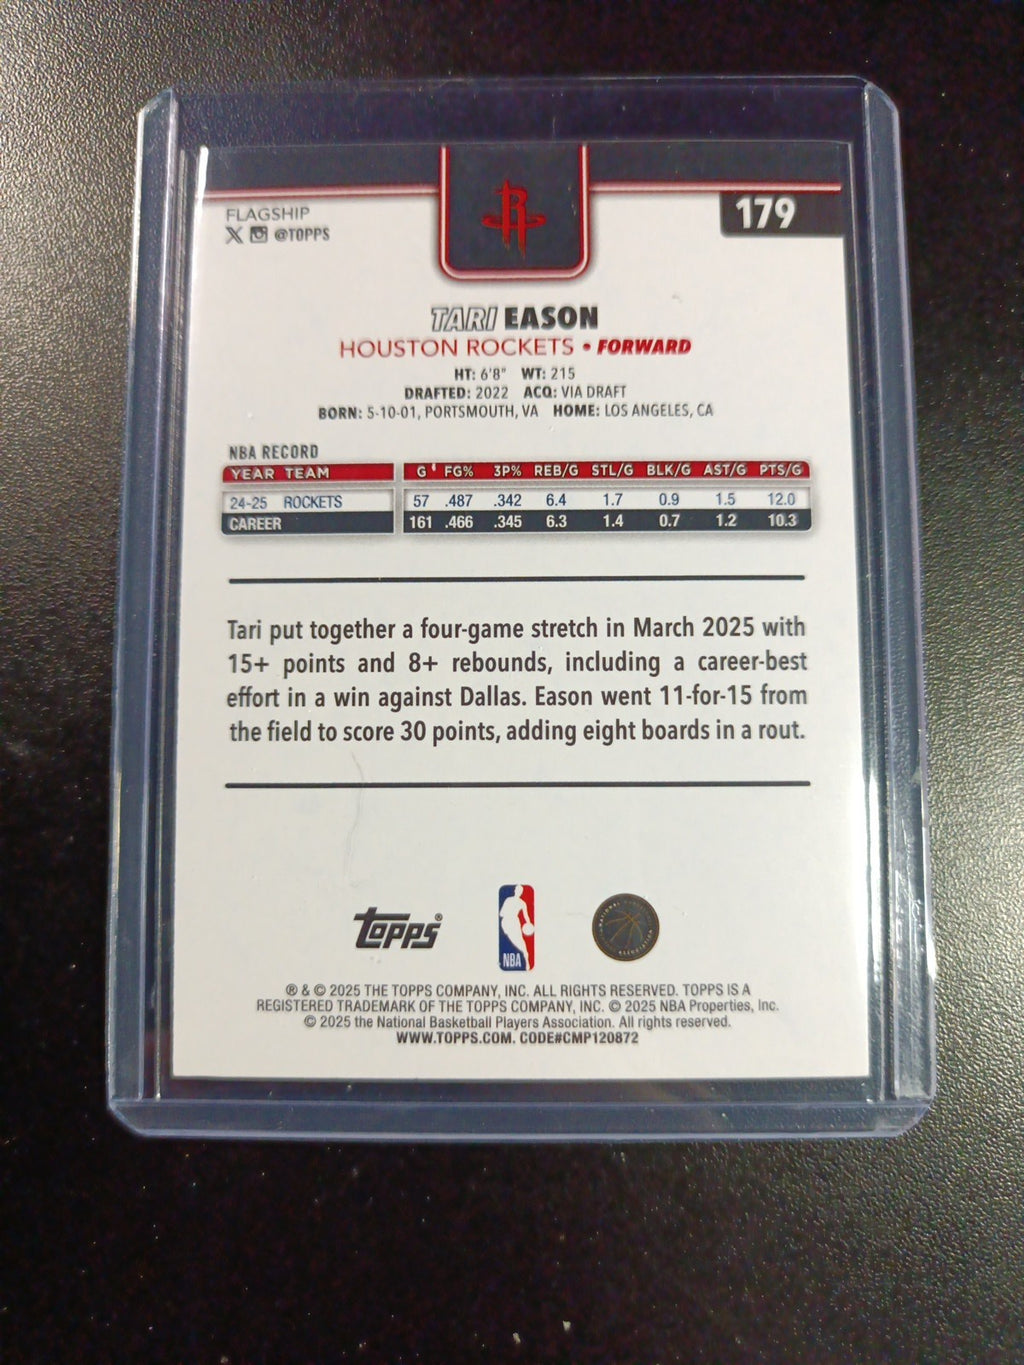 FLAGSHIP
179
X @TOPPS
R
TARI EASON
HOUSTON ROCKETS • FORWARD
HT: 6'8" WT: 215
DRAFTED: 2022 ACQ: VIA DRAFT
BORN: 5-10-01, PORTSMOUTH, VA HOME: LOS ANGELES, CA
NBA RECORD
YEAR TEAM G FG% 3P% REB/G STL/G BLK/G AST/G PTS/G
24-25 ROCKETS 57 .487 .342 6.4 1.7 0.9 1.5 12.0
CAREER 161 .466 .345 6.3 1.4 0.7 1.2 10.3
Tari put together a four-game stretch in March 2025 with
15+ points and 8+ rebounds, including a career-best
effort in a win against Dallas. Eason went 11-for-15 from
the field to score 30 points, adding eight boards in a rout.
Topps®
NBA
® & © 2025 THE TOPPS COMPANY, INC. ALL RIGHTS RESERVED. TOPPS IS A
REGISTERED TRADEMARK OF THE TOPPS COMPANY, INC. © 2025 NBA Properties, Inc.
© 2025 the National Basketball Players Association. All rights reserved.
WWW.TOPPS.COM. CODE#CMP120872